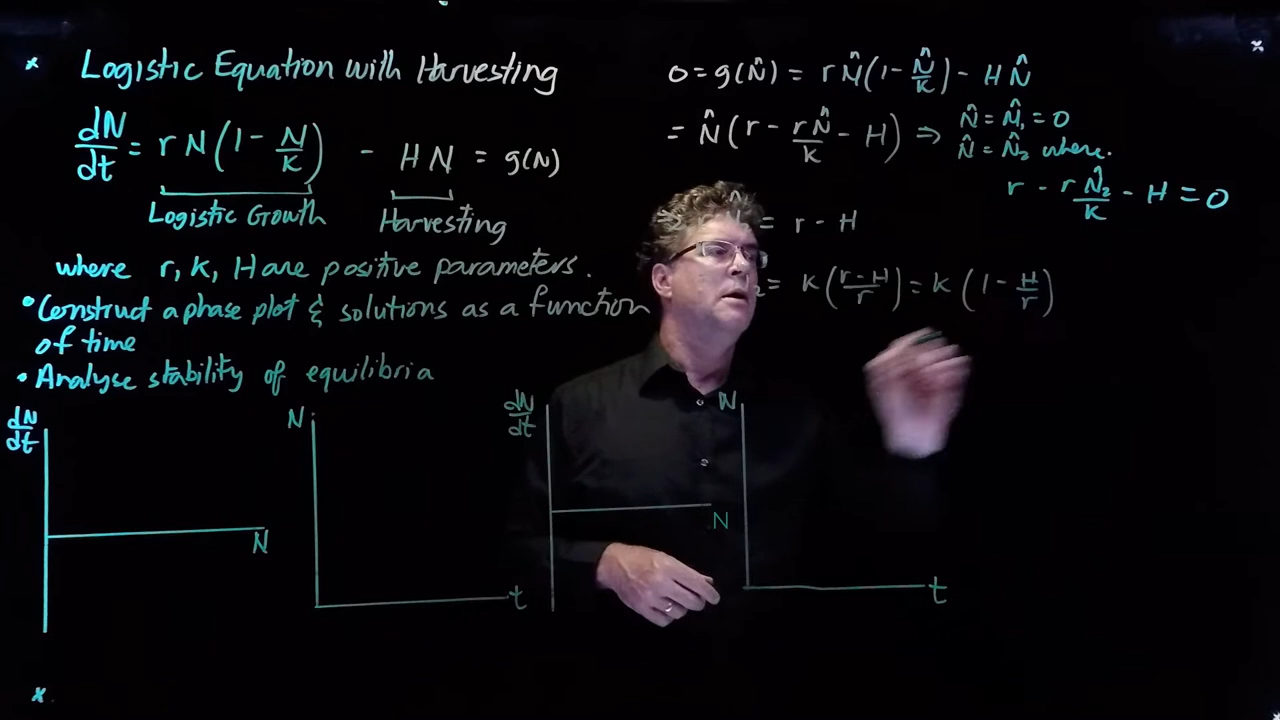 Logistic Equation with Harvesting
dN/dt = rN(1 - N/K) - HN = g(N)
Logistic Growth Harvesting
where r, K, H are positive parameters.
• Construct a phase plot & solutions as a function
of time
• Analyse stability of equilibria
0 = g(N̂) = rN̂(1 - N̂/K) - HN̂
= N̂(r - rN̂/K - H) ⇒ N̂ = N̂₁ = 0
N̂ = N̂₂ where.
r - rN̂₂/K - H = 0
= r - H
₂ = K((r-H)/r) = K(1 - H/r)
dN/dt
N
N
t
dN/dt
N
N
t